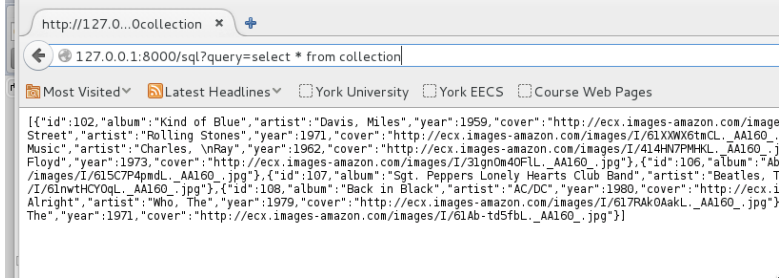 http://127.0...0collection
127.0.0.1:8000/sql?query=select * from collection
Most Visited Latest Headlines York University York EECS Course Web Pages
[{"id":102,"album":"Kind of Blue","artist":"Davis, Miles","year":1959,"cover":"http://ecx.images-amazon.com/image
Street","artist":"Rolling Stones","year":1971,"cover":"http://ecx.images-amazon.com/images/I/61XXWX6tmCL._AA160_.
Music","artist":"Charles, \nRay","year":1962,"cover":"http://ecx.images-amazon.com/images/I/414HN7PMHKL._AA160_.j
Floyd","year":1973,"cover":"http://ecx.images-amazon.com/images/I/31gnOm4OFlL._AA160_.jpg"},{"id":106,"album":"Ab
/images/I/615C7P4pmdL._AA160_.jpg"},{"id":107,"album":"Sgt. Peppers Lonely Hearts Club Band","artist":"Beatles, T
/I/61nwtHCYOqL._AA160_.jpg"},{"id":108,"album":"Back in Black","artist":"AC/DC","year":1980,"cover":"http://ecx.i
Alright","artist":"Who, The","year":1979,"cover":"http://ecx.images-amazon.com/images/I/617RAkOAakL._AA160_.jpg"}
The","year":1971,"cover":"http://ecx.images-amazon.com/images/I/61Ab-td5fbL._AA160_.jpg"}]